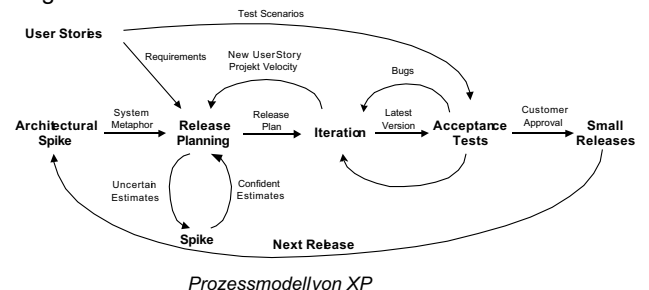 Test Scenarios
User Stories
Requirements
New UserStory
Projekt Velocity
Bugs
Architectural
Spike
System
Metaphor
Release
Planning
Release
Plan
Iteration
Latest
Version
Acceptance
Tests
Customer
Approval
Small
Releases
Uncertain
Estimates
Confident
Estimates
Spike
Next Release
Prozessmodell von XP